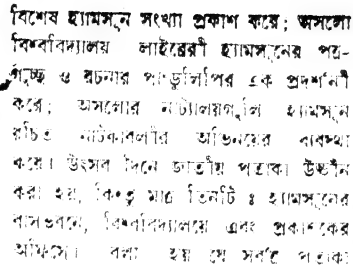 বিশেষ হ্যামসূন সংখ্যা প্রকাশ করে; অসলো
বিশ্ববিদ্যালয় লাইব্রেরী হ্যামসূনের পত্র-
গুচ্ছ ও রচনার পাণ্ডুলিপির এক প্রদর্শনী
করে; অসলোর নাট্যালয়গুলি হ্যামসূন
রচিত নাটকাবলীর অভিনয়ের ব্যবস্থা
করে। উৎসব দিনে জাতীয় পতাকা উড্ডীন
করা হয়, কিন্তু মাত্র তিনটি ঃ হ্যামসূনের
বাসভবনে, বিশ্ববিদ্যালয়ে এবং প্রকাশকের
অফিসে। বলা হয় যে সর্বত্র পতাকা